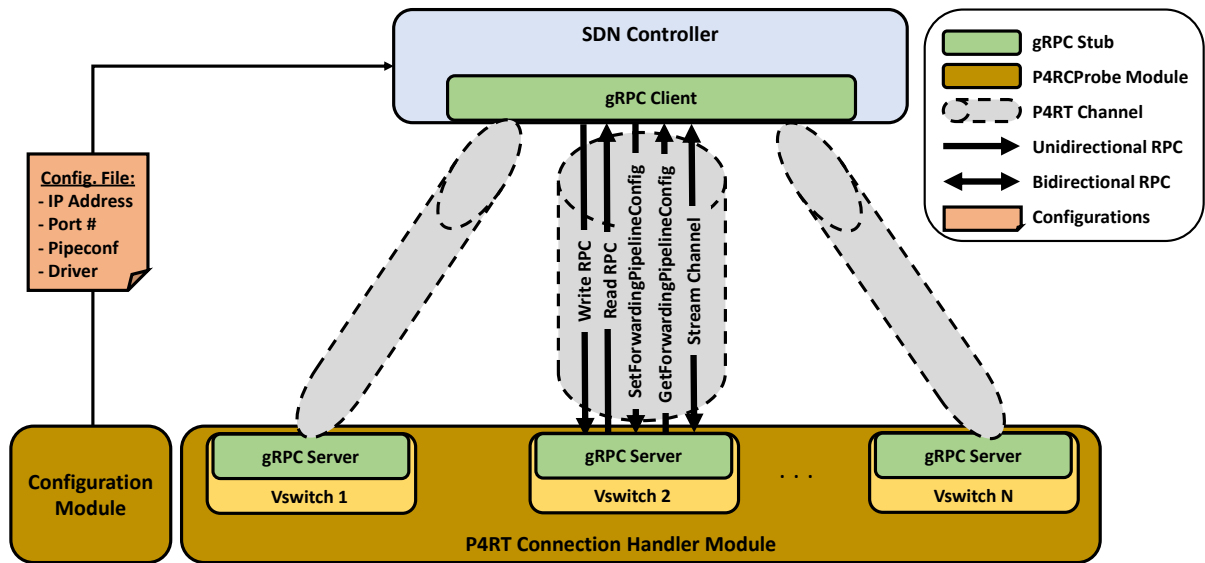 SDN Controller
gRPC Client
gRPC Stub
P4RCProbe Module
P4RT Channel
Unidirectional RPC
Bidirectional RPC
Configurations
Config. File:
- IP Address
- Port #
- Pipeconf
- Driver
Write RPC
Read RPC
SetForwardingPipelineConfig
GetForwardingPipelineConfig
Stream Channel
Configuration
Module
gRPC Server
Vswitch 1
gRPC Server
Vswitch 2
. . .
gRPC Server
Vswitch N
P4RT Connection Handler Module